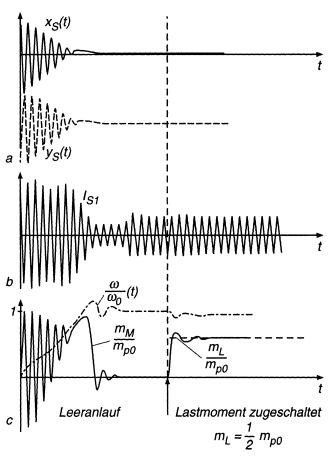 x_S(t)
t
y_S(t)
a
I_S1
t
b
1
ω/ω_0 (t)
m_M/m_p0
m_L/m_p0
t
c
Leeranlauf
Lastmoment zugeschaltet
m_L = 1/2 m_p0